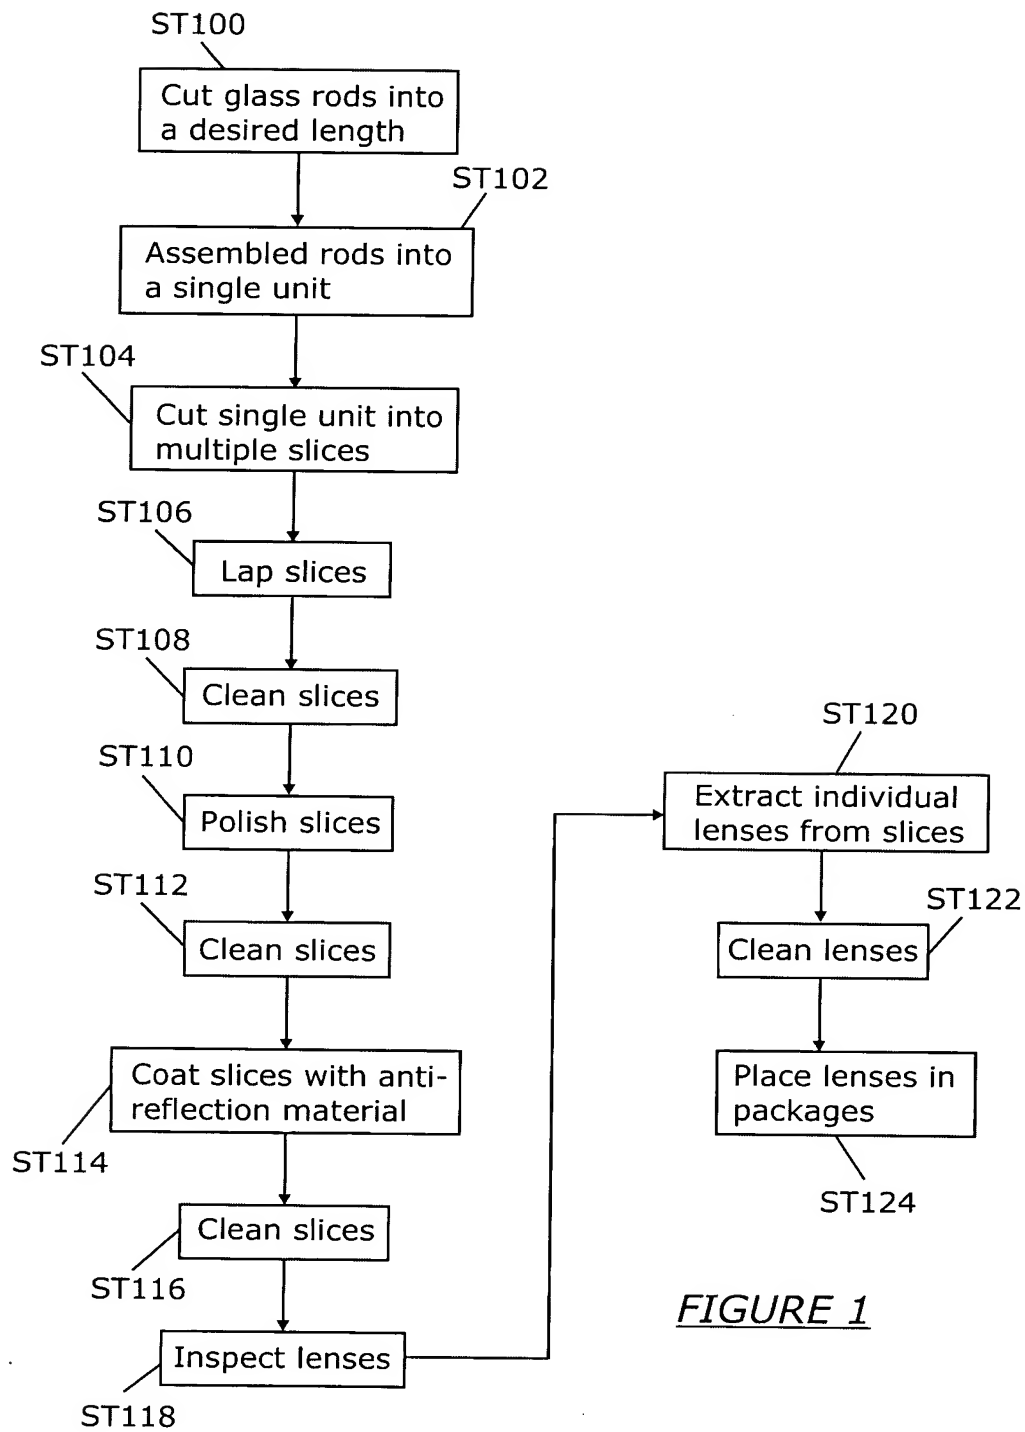 ST100
Cut glass rods into
a desired length
ST102
Assembled rods into
a single unit
ST104
Cut single unit into
multiple slices
ST106
Lap slices
ST108
Clean slices
ST110
Polish slices
ST112
Clean slices
Coat slices with anti-
reflection material
ST114
Clean slices
ST116
Inspect lenses
ST118
ST120
Extract individual
lenses from slices
ST122
Clean lenses
Place lenses in
packages
ST124
FIGURE 1